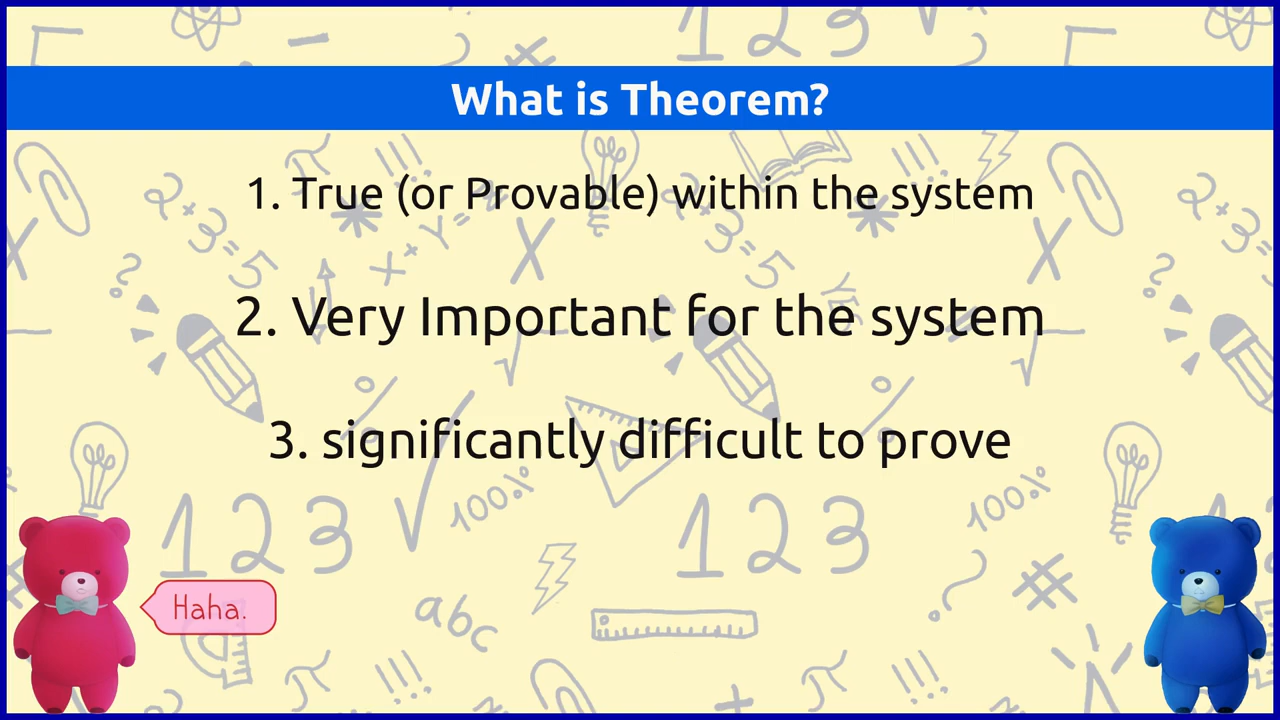 What is Theorem?
1. True (or Provable) within the system
2. Very Important for the system
3. significantly difficult to prove
Haha.